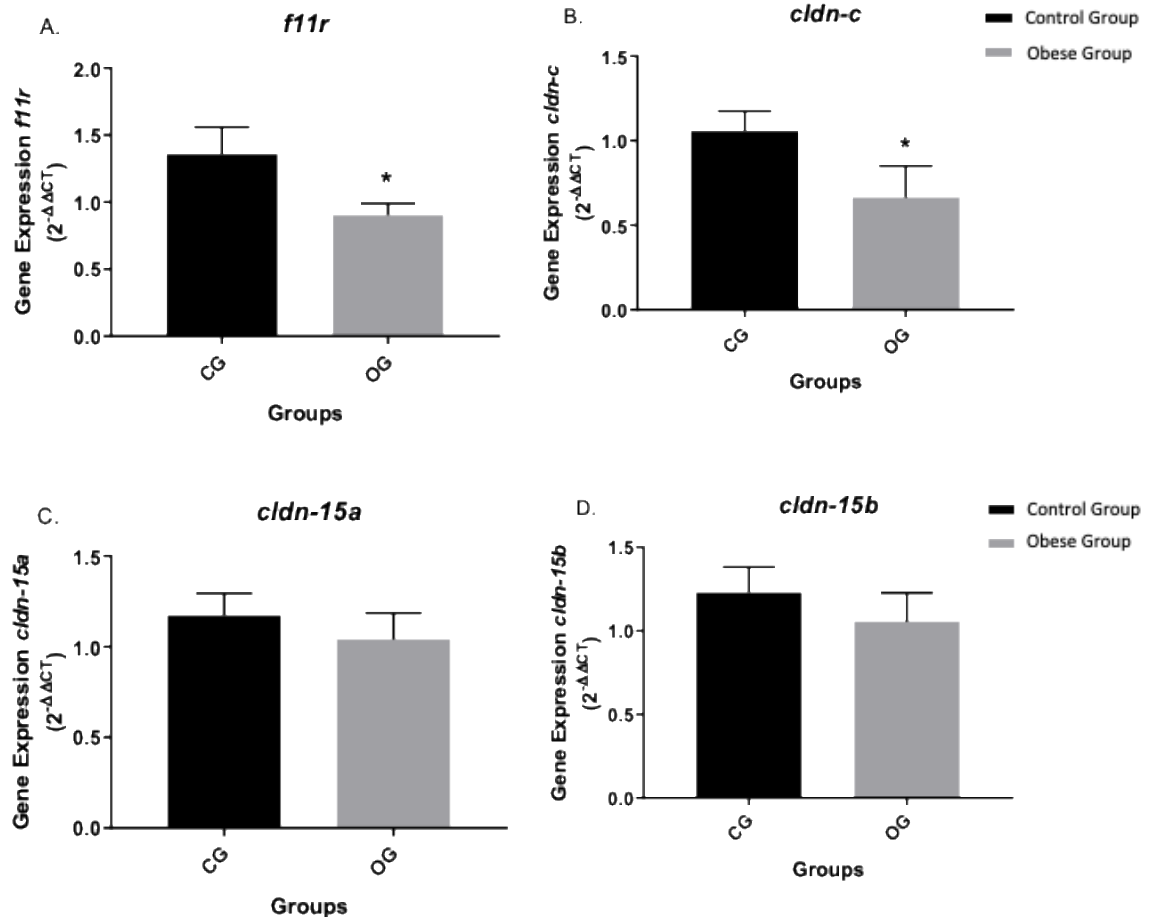 A.
f11r
Gene Expression f11r
(2-ΔΔCT)
2.0
1.5
1.0
0.5
0.0
*
CG
OG
Groups
B.
cldn-c
Gene Expression cldn-c
(2-ΔΔCT)
1.5
1.0
0.5
0.0
*
CG
OG
Groups
Control Group
Obese Group
C.
cldn-15a
Gene Expression cldn-15a
(2-ΔΔCT)
1.5
1.0
0.5
0.0
CG
OG
Groups
D.
cldn-15b
Gene Expression cldn-15b
(2-ΔΔCT)
1.5
1.0
0.5
0.0
CG
OG
Groups
Control Group
Obese Group